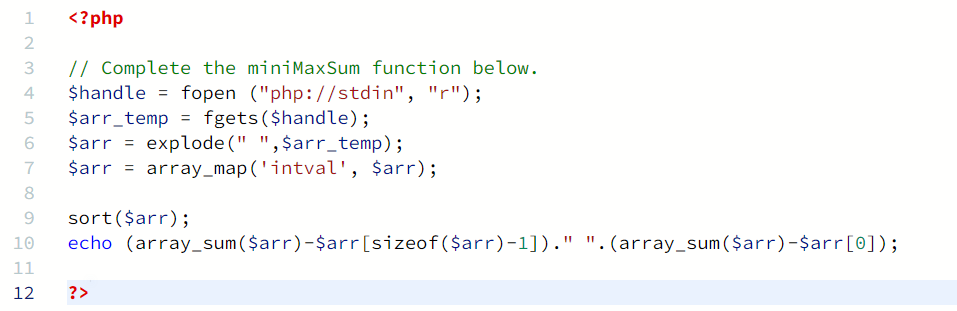 1 <?php
2
3 // Complete the miniMaxSum function below.
4 $handle = fopen ("php://stdin", "r");
5 $arr_temp = fgets($handle);
6 $arr = explode(" ",$arr_temp);
7 $arr = array_map('intval', $arr);
8
9 sort($arr);
10 echo (array_sum($arr)-$arr[sizeof($arr)-1])." ".(array_sum($arr)-$arr[0]);
11
12 ?>